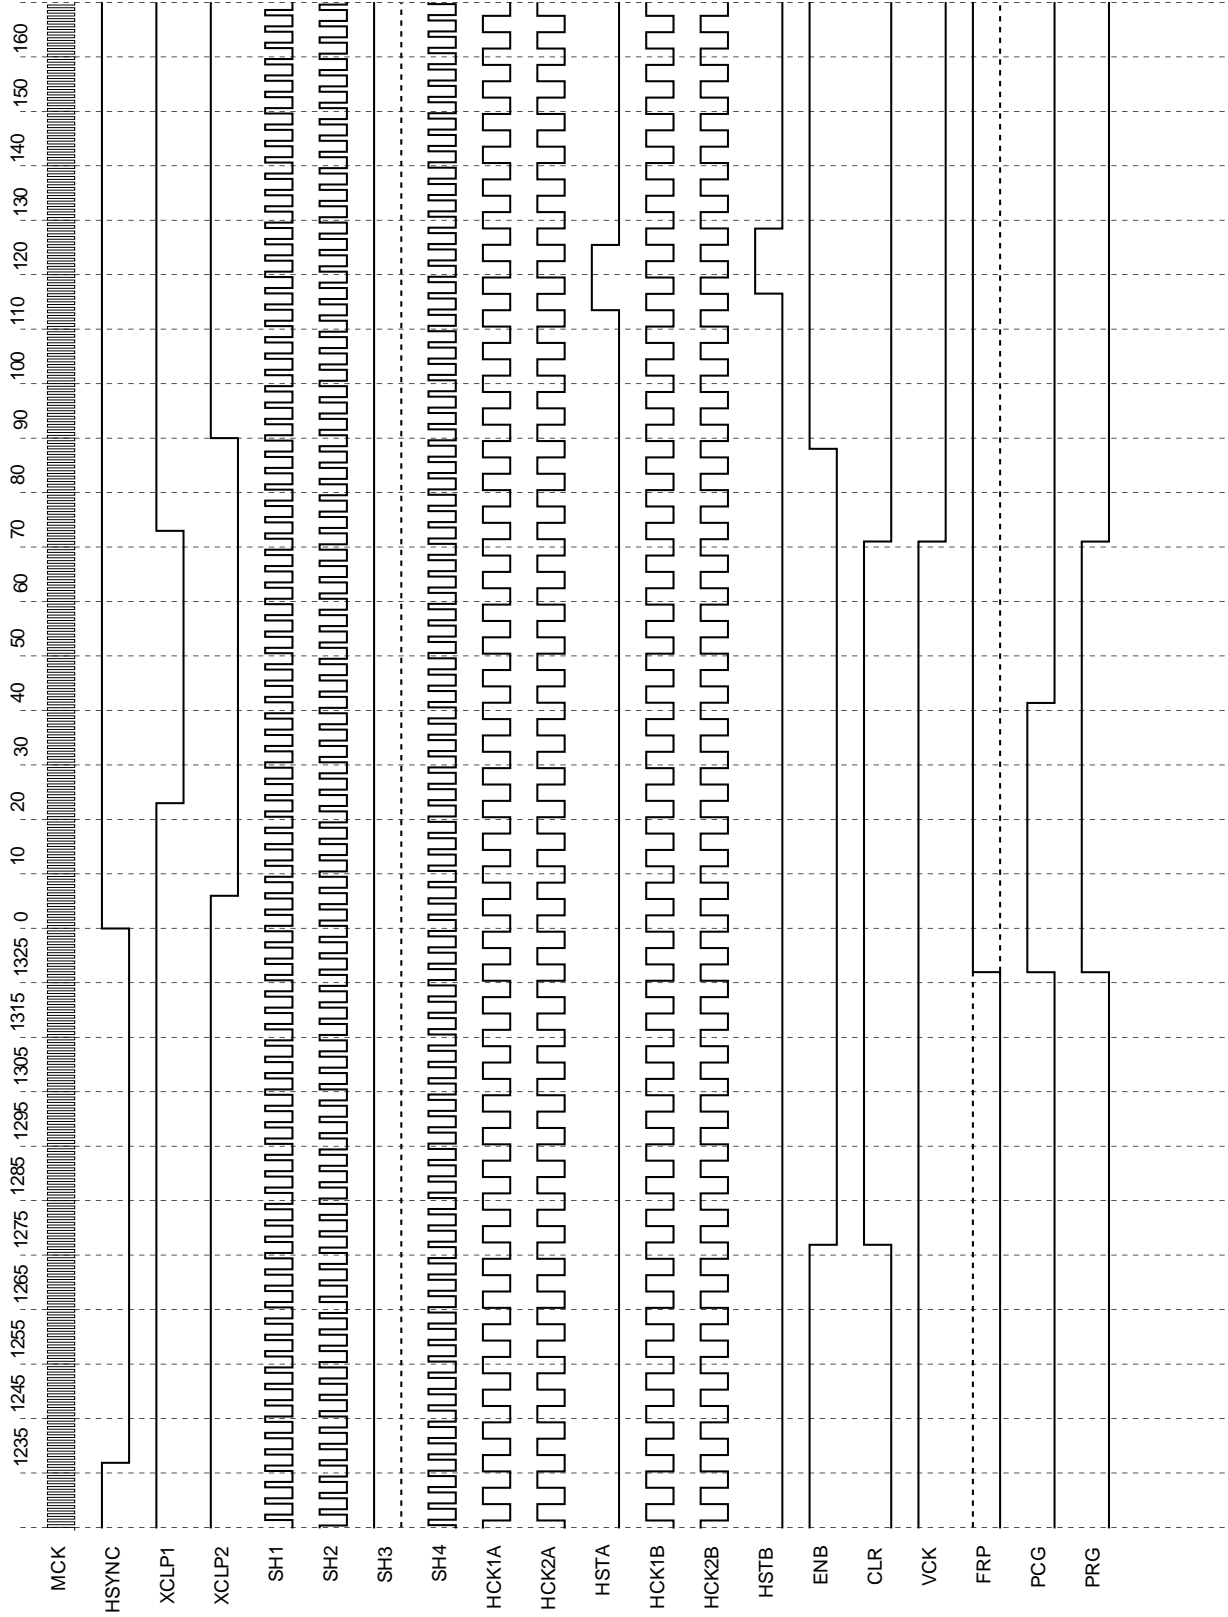 1235 1245 1255 1265 1275 1285 1295 1305 1315 1325 0 10 20 30 40 50 60 70 80 90 100 110 120 130 140 150 160
MCK
HSYNC
XCLP1
XCLP2
SH1
SH2
SH3
SH4
HCK1A
HCK2A
HSTA
HCK1B
HCK2B
HSTB
ENB
CLR
VCK
FRP
PCG
PRG